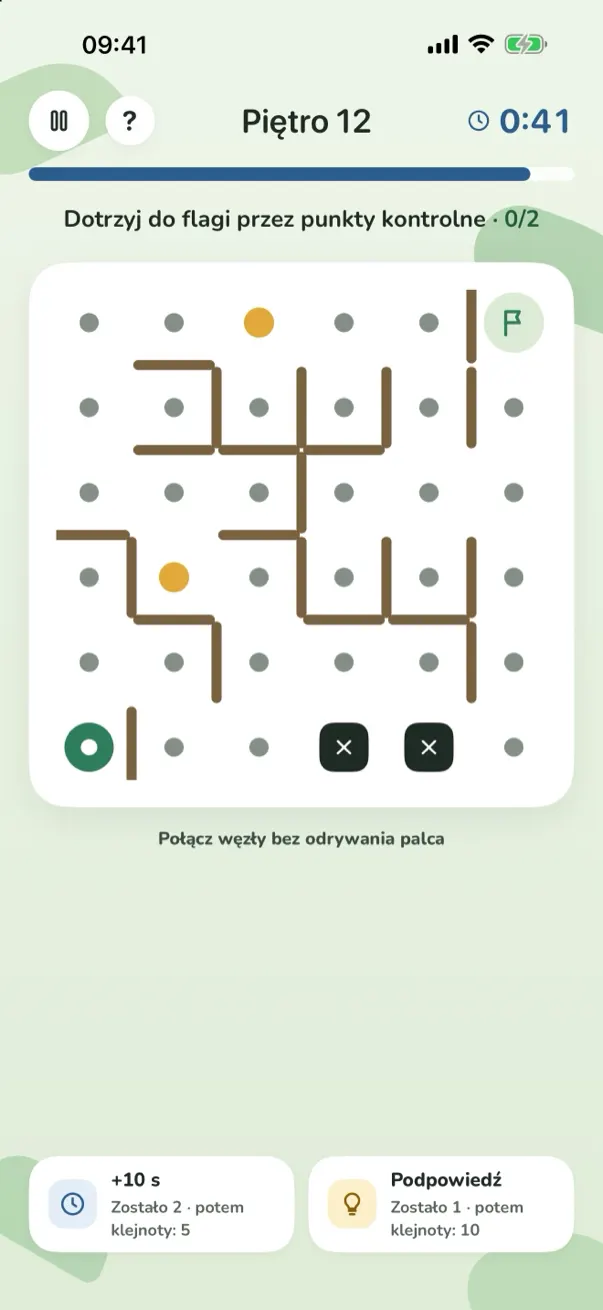 09:41
?
Piętro 12
0:41
Dotrzyj do flagi przez punkty kontrolne · 0/2
Połącz węzły bez odrywania palca
+10 s
Zostało 2 · potem
klejnoty: 5
Podpowiedź
Zostało 1 · potem
klejnoty: 10